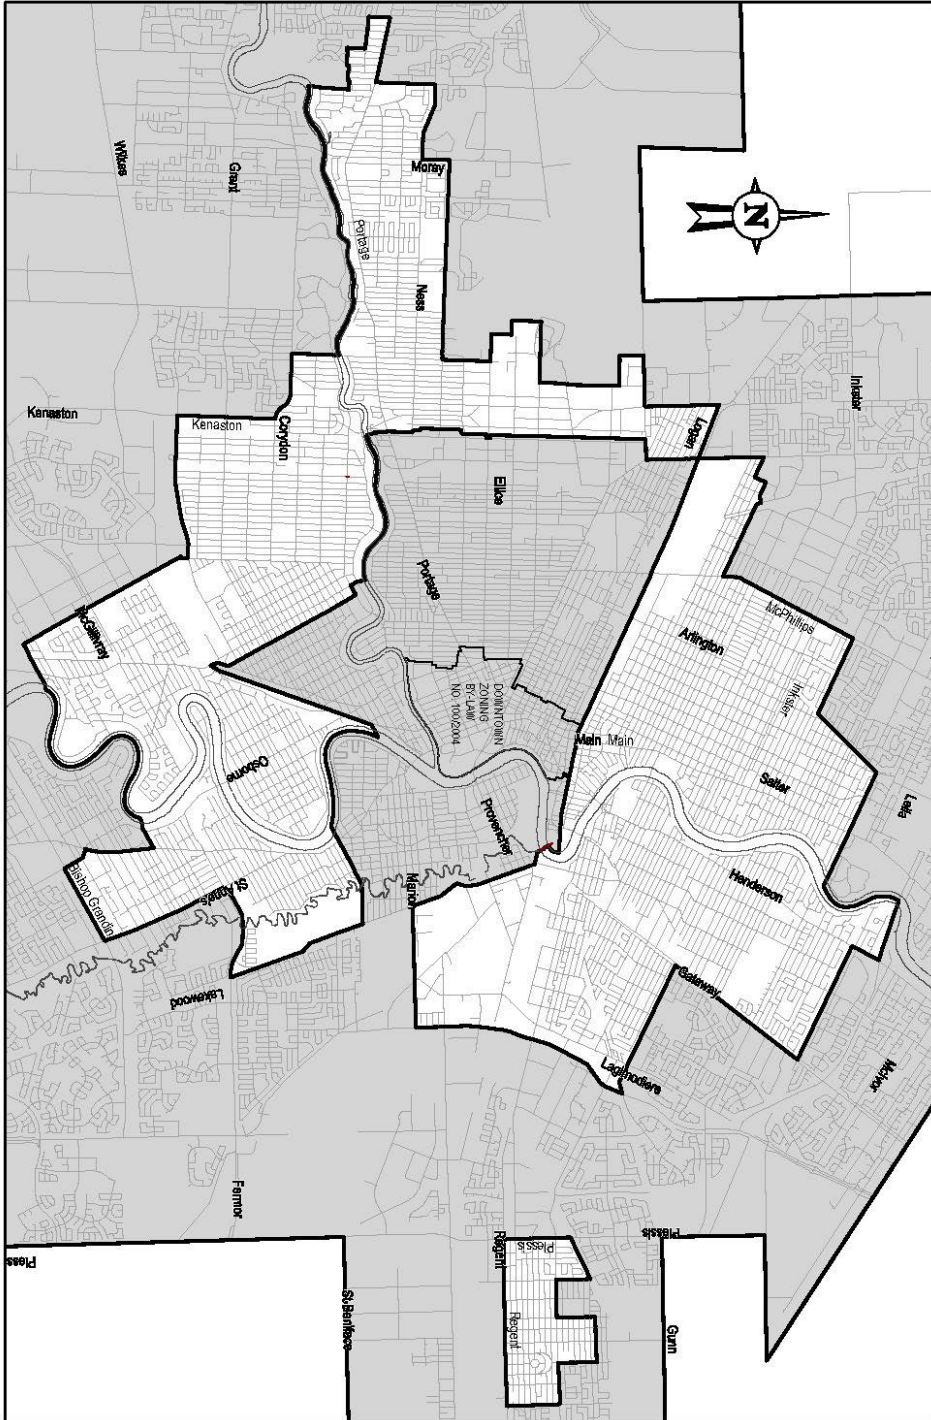 Moray
Wilkes
Grant
Portage
Ness
Inkster
Kenaston
Kenaston
Corydon
Logan
Ellice
Portage
McGillivray
McPhillips
Arlington
Inkster
DOWNTOWN
ZONING
BY-LAW
NO. 100/2004
Main
Main
Osborne
Salter
Leila
Provencher
Bishop Grandin
St. Anne's
Marion
Henderson
Gateway
Lakewood
Lagimodiere
McIvor
Fermor
Regent
Plessis
Plessis
Pless
St. Boniface
Regent
Gunn
N